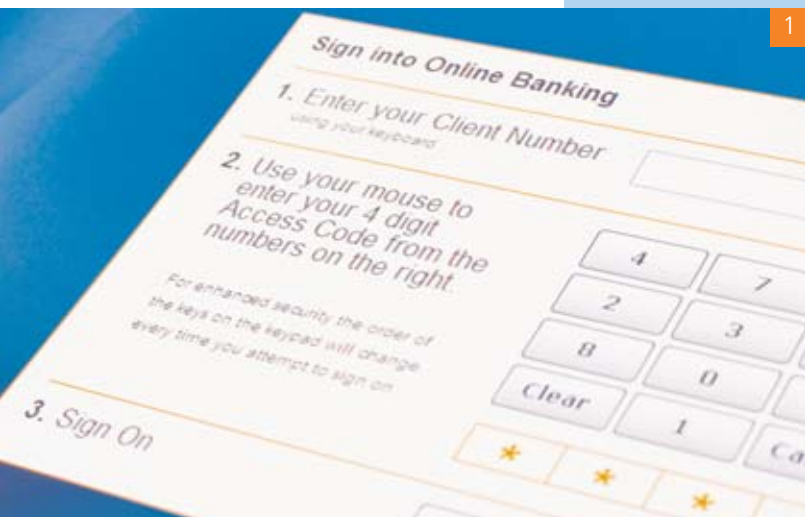 1
Sign into Online Banking
1. Enter your Client Number
using your keyboard
2. Use your mouse to
enter your 4 digit
Access Code from the
numbers on the right.
For enhanced security the order of
the keys on the keypad will change
every time you attempt to sign on
4 7
2 3
8 0
Clear 1 Ca
* * *
3. Sign On